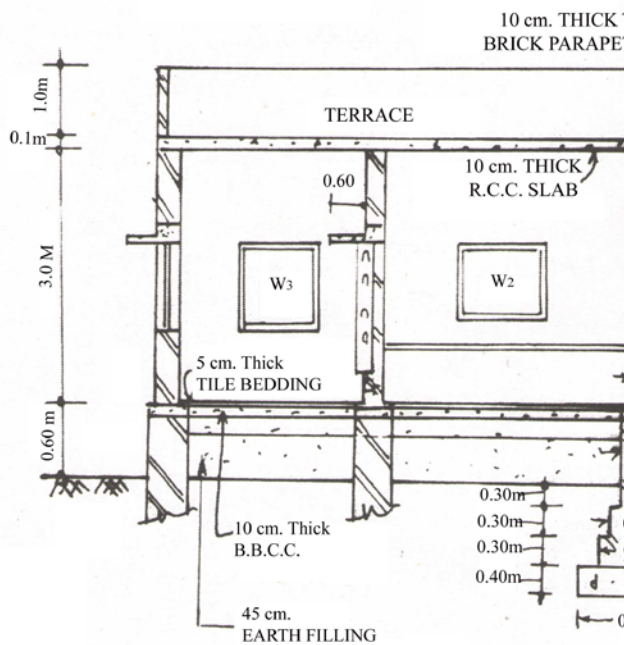 10 cm. THICK
BRICK PARAPET
1.0m
TERRACE
0.1m
10 cm. THICK
R.C.C. SLAB
0.60
3.0 M
W3
W2
5 cm. Thick
TILE BEDDING
0.60 m
0.30m
0.30m
0.30m
0.40m
10 cm. Thick
B.B.C.C.
45 cm.
EARTH FILLING